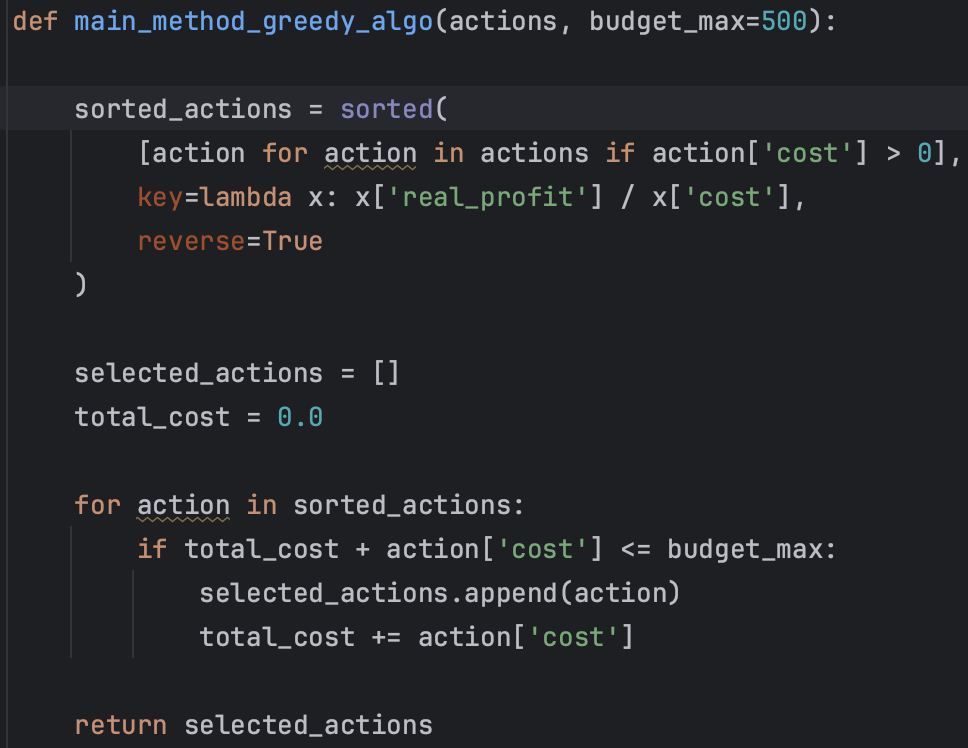 def main_method_greedy_algo(actions, budget_max=500):
    sorted_actions = sorted(
        [action for action in actions if action['cost'] > 0],
        key=lambda x: x['real_profit'] / x['cost'],
        reverse=True
    )
    selected_actions = []
    total_cost = 0.0
    for action in sorted_actions:
        if total_cost + action['cost'] <= budget_max:
            selected_actions.append(action)
            total_cost += action['cost']
    return selected_actions